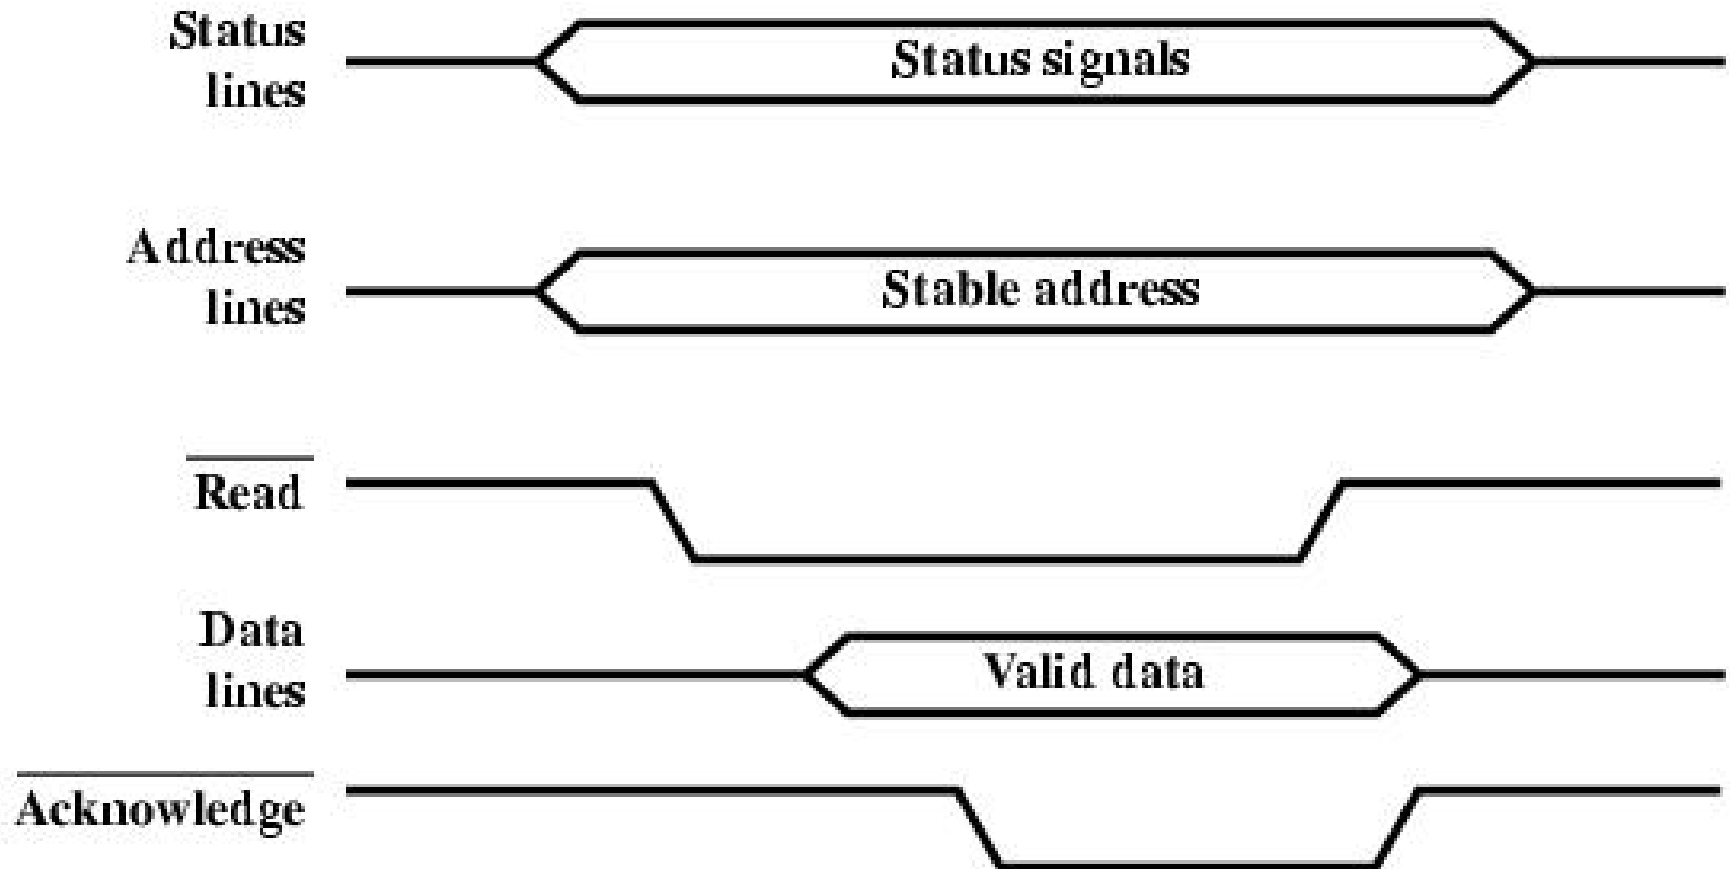 Status
lines
Status signals
Address
lines
Stable address
Read
Data
lines
Valid data
Acknowledge